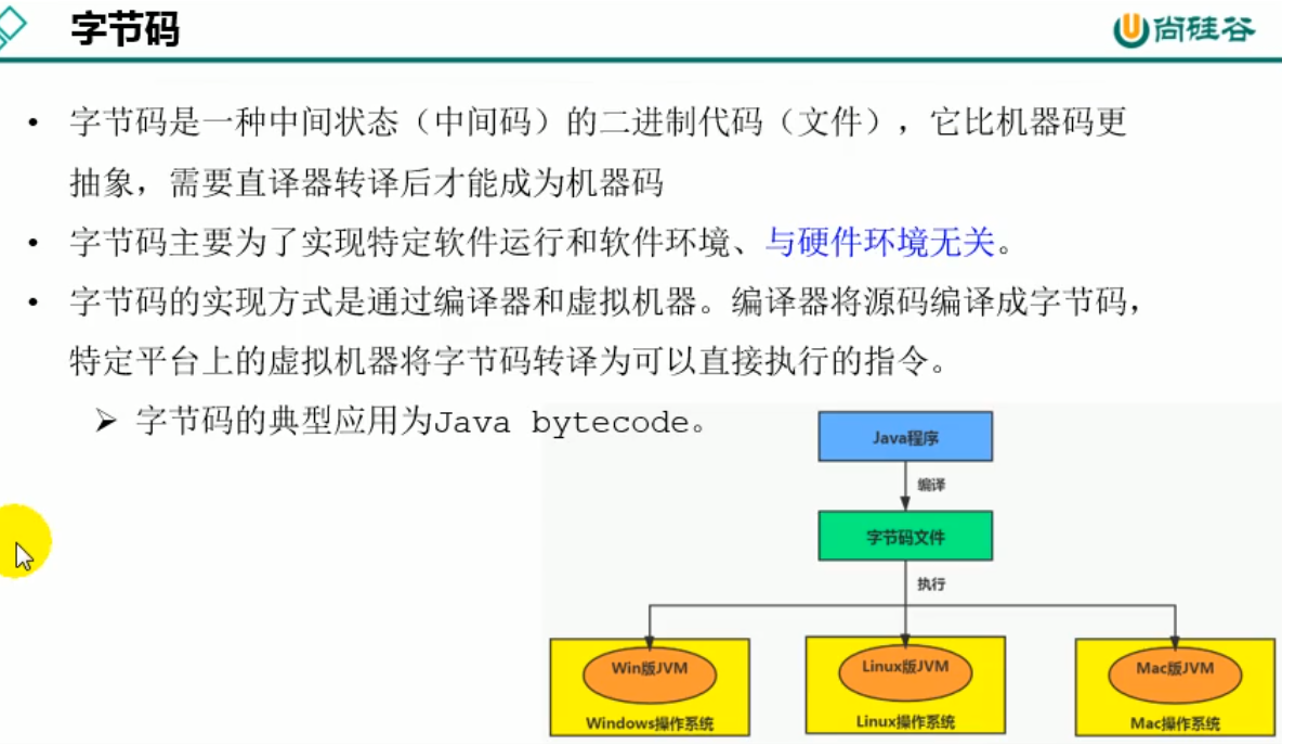 字节码
尚硅谷
• 字节码是一种中间状态（中间码）的二进制代码（文件），它比机器码更
抽象，需要直译器转译后才能成为机器码
• 字节码主要为了实现特定软件运行和软件环境、与硬件环境无关。
• 字节码的实现方式是通过编译器和虚拟机器。编译器将源码编译成字节码，
特定平台上的虚拟机器将字节码转译为可以直接执行的指令。
➢ 字节码的典型应用为Java bytecode。
Java程序
编译
字节码文件
执行
Win版JVM
Linux版JVM
Mac版JVM
Windows操作系统
Linux操作系统
Mac操作系统